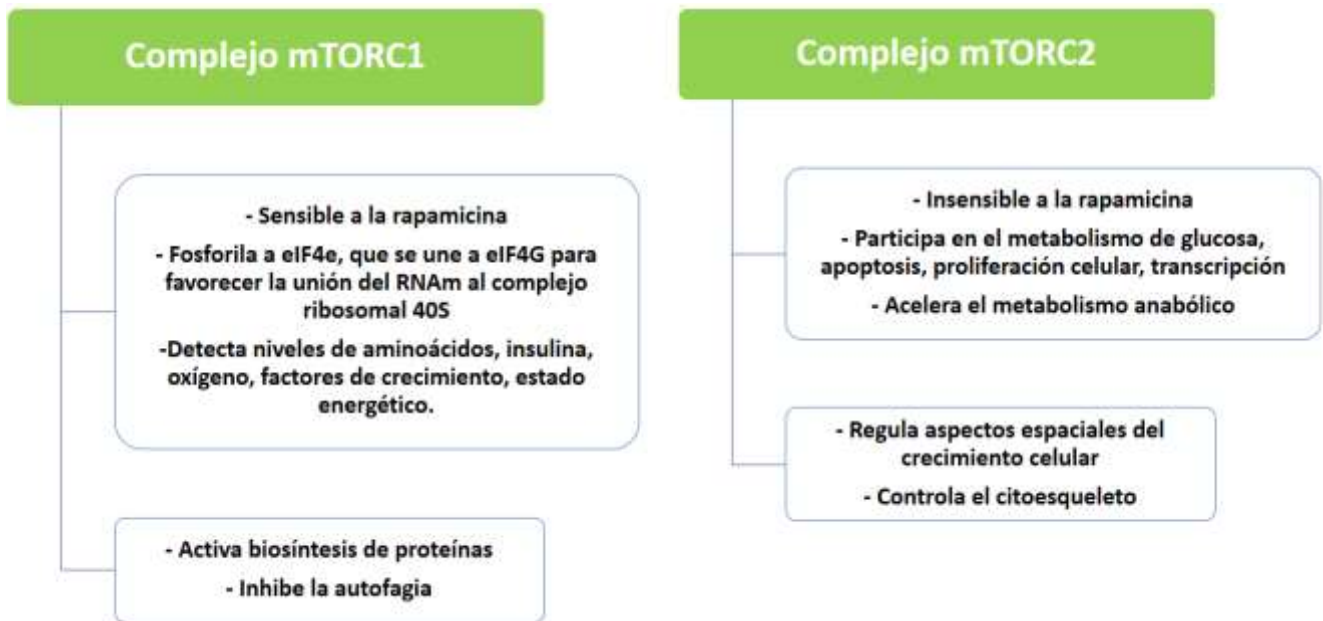 Complejo mTORC1
- Sensible a la rapamicina
- Fosforila a eIF4e, que se une a eIF4G para
favorecer la unión del RNAm al complejo
ribosomal 40S
-Detecta niveles de aminoácidos, insulina,
oxígeno, factores de crecimiento, estado
energético.
- Activa biosíntesis de proteínas
- Inhibe la autofagia
Complejo mTORC2
- Insensible a la rapamicina
- Participa en el metabolismo de glucosa,
apoptosis, proliferación celular, transcripción
- Acelera el metabolismo anabólico
- Regula aspectos espaciales del
crecimiento celular
- Controla el citoesqueleto